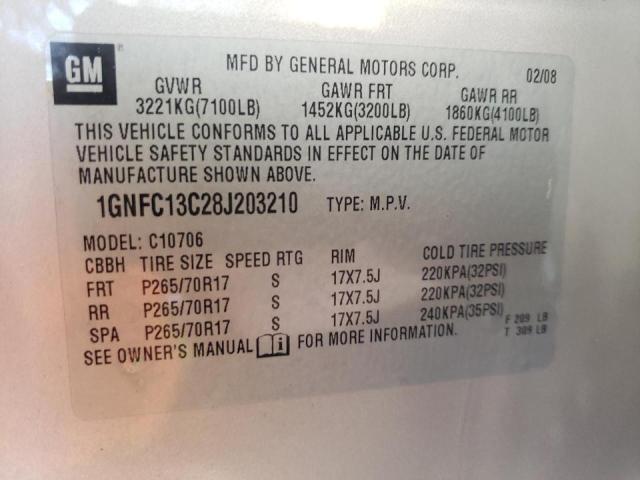 GM
MFD BY GENERAL MOTORS CORP. 02/08
GVWR GAWR FRT GAWR RR
3221KG(7100LB) 1452KG(3200LB) 1860KG(4100LB)
THIS VEHICLE CONFORMS TO ALL APPLICABLE U.S. FEDERAL MOTOR
VEHICLE SAFETY STANDARDS IN EFFECT ON THE DATE OF
MANUFACTURE SHOWN ABOVE.
1GNFC13C28J203210 TYPE: M.P.V.
MODEL: C10706
CBBH TIRE SIZE SPEED RTG RIM COLD TIRE PRESSURE
FRT P265/70R17 S 17X7.5J 220KPA(32PSI)
RR P265/70R17 S 17X7.5J 220KPA(32PSI)
SPA P265/70R17 S 17X7.5J 240KPA(35PSI)
F 209 LB
T 309 LB
SEE OWNER'S MANUAL i FOR MORE INFORMATION.